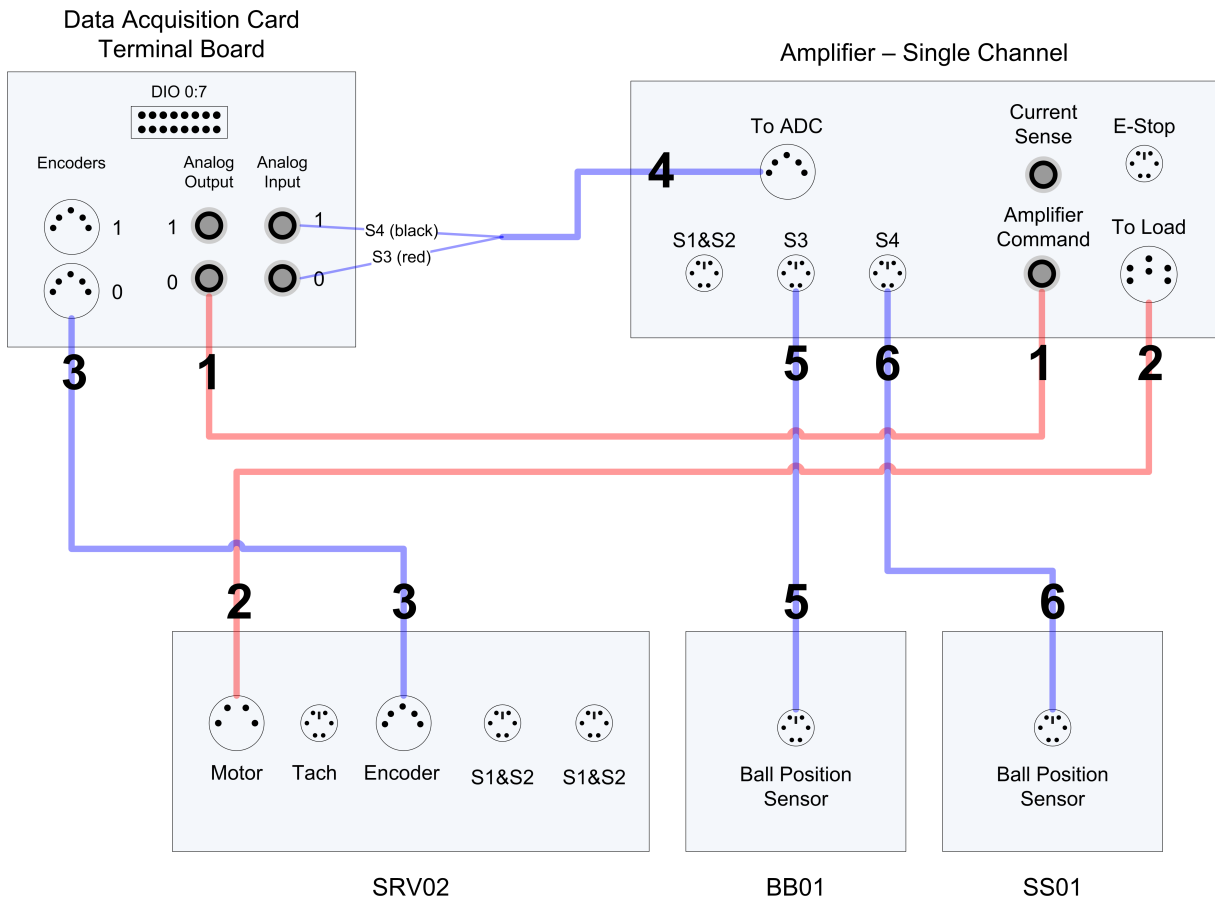 Data Acquisition Card
Terminal Board
Amplifier – Single Channel
DIO 0:7
Encoders
Analog
Output
Analog
Input
1
0
1
0
1
0
S4 (black)
S3 (red)
4
To ADC
Current
Sense
E-Stop
S1&S2
S3
S4
Amplifier
Command
To Load
3
1
5
6
1
2
2
3
5
6
Motor
Tach
Encoder
S1&S2
S1&S2
Ball Position
Sensor
Ball Position
Sensor
SRV02
BB01
SS01